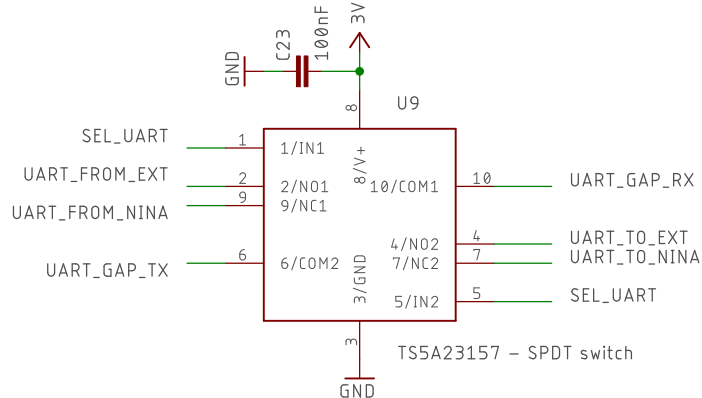 3V
C23
100nF
GND
8
U9
SEL_UART
1
1/IN1
8/V+
UART_FROM_EXT
2
2/NO1
10/COM1
10
UART_GAP_RX
UART_FROM_NINA
9
9/NC1
4/NO2
4
UART_TO_EXT
UART_GAP_TX
6
6/COM2
7/NC2
7
UART_TO_NINA
3/GND
5/IN2
5
SEL_UART
3
TS5A23157 – SPDT switch
GND